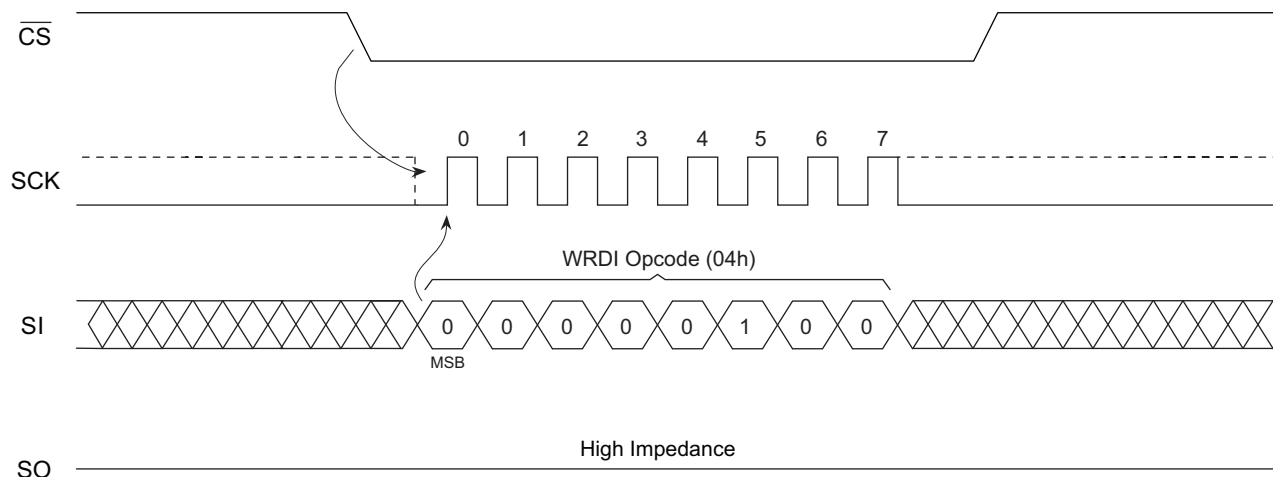 CS
0 1 2 3 4 5 6 7
SCK
WRDI Opcode (04h)
SI
0 0 0 0 0 1 0 0
MSB
High Impedance
SO